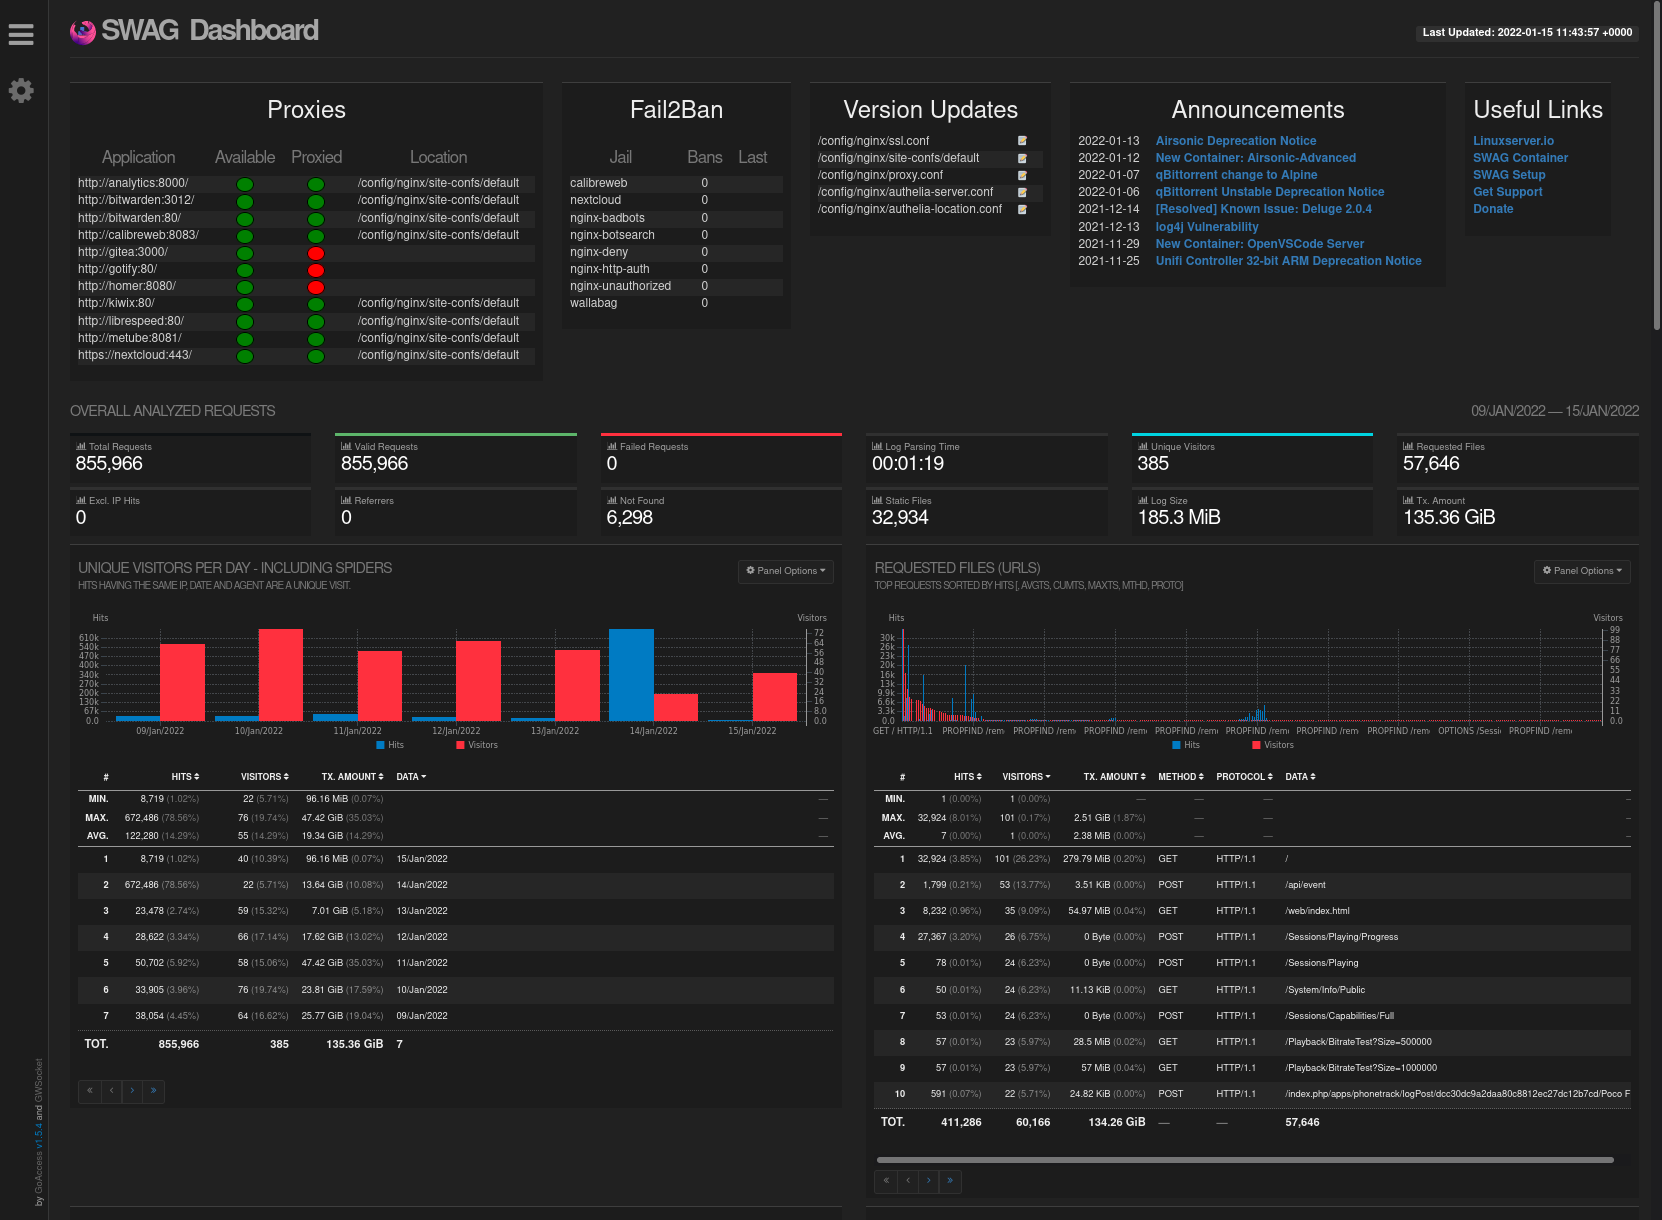 SWAG Dashboard
Last Updated: 2022-01-15 11:43:57 +0000
Proxies
Application Available Proxied Location
http://analytics:8000/ /config/nginx/site-confs/default
http://bitwarden:3012/ /config/nginx/site-confs/default
http://bitwarden:80/ /config/nginx/site-confs/default
http://calibreweb:8083/ /config/nginx/site-confs/default
http://gitea:3000/
http://gotify:80/
http://homer:8080/
http://kiwix:80/ /config/nginx/site-confs/default
http://librespeed:80/ /config/nginx/site-confs/default
http://metube:8081/ /config/nginx/site-confs/default
https://nextcloud:443/ /config/nginx/site-confs/default
Fail2Ban
Jail Bans Last
calibreweb 0
nextcloud 0
nginx-badbots 0
nginx-botsearch 0
nginx-deny 0
nginx-http-auth 0
nginx-unauthorized 0
wallabag 0
Version Updates
/config/nginx/ssl.conf
/config/nginx/site-confs/default
/config/nginx/proxy.conf
/config/nginx/authelia-server.conf
/config/nginx/authelia-location.conf
Announcements
2022-01-13 Airsonic Deprecation Notice
2022-01-12 New Container: Airsonic-Advanced
2022-01-07 qBittorrent change to Alpine
2022-01-06 qBittorrent Unstable Deprecation Notice
2021-12-14 [Resolved] Known Issue: Deluge 2.0.4
2021-12-13 log4j Vulnerability
2021-11-29 New Container: OpenVSCode Server
2021-11-25 Unifi Controller 32-bit ARM Deprecation Notice
Useful Links
Linuxserver.io
SWAG Container
SWAG Setup
Get Support
Donate
OVERALL ANALYZED REQUESTS
09/JAN/2022 — 15/JAN/2022
Total Requests
855,966
Valid Requests
855,966
Failed Requests
0
Log Parsing Time
00:01:19
Unique Visitors
385
Requested Files
57,646
Excl. IP Hits
0
Referrers
0
Not Found
6,298
Static Files
32,934
Log Size
185.3 MiB
Tx. Amount
135.36 GiB
UNIQUE VISITORS PER DAY - INCLUDING SPIDERS
HITS HAVING THE SAME IP, DATE AND AGENT ARE A UNIQUE VISIT.
Panel Options
Hits Visitors
610k 72
540k 64
470k 56
400k 48
340k 40
270k 32
200k 24
130k 16
67k 8.0
0.0 0.0
09/Jan/2022 10/Jan/2022 11/Jan/2022 12/Jan/2022 13/Jan/2022 14/Jan/2022 15/Jan/2022
Hits Visitors
# HITS VISITORS TX. AMOUNT DATA
MIN. 8,719 (1.02%) 22 (5.71%) 96.16 MiB (0.07%) —
MAX. 672,486 (78.56%) 76 (19.74%) 47.42 GiB (35.03%) —
AVG. 122,280 (14.29%) 55 (14.29%) 19.34 GiB (14.29%) —
1 8,719 (1.02%) 40 (10.39%) 96.16 MiB (0.07%) 15/Jan/2022
2 672,486 (78.56%) 22 (5.71%) 13.64 GiB (10.08%) 14/Jan/2022
3 23,478 (2.74%) 59 (15.32%) 7.01 GiB (5.18%) 13/Jan/2022
4 28,622 (3.34%) 66 (17.14%) 17.62 GiB (13.02%) 12/Jan/2022
5 50,702 (5.92%) 58 (15.06%) 47.42 GiB (35.03%) 11/Jan/2022
6 33,905 (3.96%) 76 (19.74%) 23.81 GiB (17.59%) 10/Jan/2022
7 38,054 (4.45%) 64 (16.62%) 25.77 GiB (19.04%) 09/Jan/2022
TOT. 855,966 385 135.36 GiB 7
« ‹ › »
REQUESTED FILES (URLS)
TOP REQUESTS SORTED BY HITS [, AVGTS, CUMTS, MAXTS, MTHD, PROTO]
Panel Options
Hits Visitors
30k 99
26k 88
23k 77
20k 66
16k 55
13k 44
9.9k 33
6.6k 22
3.3k 11
0.0 0.0
GET / HTTP/1.1 PROPFIND /rem PROPFIND /rem PROPFIND /rem PROPFIND /rem PROPFIND /rem PROPFIND /rem PROPFIND /rem OPTIONS /Sessi PROPFIND /rem
Hits Visitors
# HITS VISITORS TX. AMOUNT METHOD PROTOCOL DATA
MIN. 1 (0.00%) 1 (0.00%) — — — –
MAX. 32,924 (8.01%) 101 (0.17%) 2.51 GiB (1.87%) — — –
AVG. 7 (0.00%) 1 (0.00%) 2.38 MiB (0.00%) — — –
1 32,924 (3.85%) 101 (26.23%) 279.79 MiB (0.20%) GET HTTP/1.1 /
2 1,799 (0.21%) 53 (13.77%) 3.51 KiB (0.00%) POST HTTP/1.1 /api/event
3 8,232 (0.96%) 35 (9.09%) 54.97 MiB (0.04%) GET HTTP/1.1 /web/index.html
4 27,367 (3.20%) 26 (6.75%) 0 Byte (0.00%) POST HTTP/1.1 /Sessions/Playing/Progress
5 78 (0.01%) 24 (6.23%) 0 Byte (0.00%) POST HTTP/1.1 /Sessions/Playing
6 50 (0.01%) 24 (6.23%) 11.13 KiB (0.00%) GET HTTP/1.1 /System/Info/Public
7 53 (0.01%) 24 (6.23%) 0 Byte (0.00%) POST HTTP/1.1 /Sessions/Capabilities/Full
8 57 (0.01%) 23 (5.97%) 28.5 MiB (0.02%) GET HTTP/1.1 /Playback/BitrateTest?Size=500000
9 57 (0.01%) 23 (5.97%) 57 MiB (0.04%) GET HTTP/1.1 /Playback/BitrateTest?Size=1000000
10 591 (0.07%) 22 (5.71%) 24.82 KiB (0.00%) POST HTTP/1.1 /index.php/apps/phonetrack/logPost/dcc30dc9a2daa80c8812ec27dc12b7cd/Poco F
TOT. 411,286 60,166 134.26 GiB — — 57,646
« ‹ › »
by GoAccess v1.5.4 and GWSocket